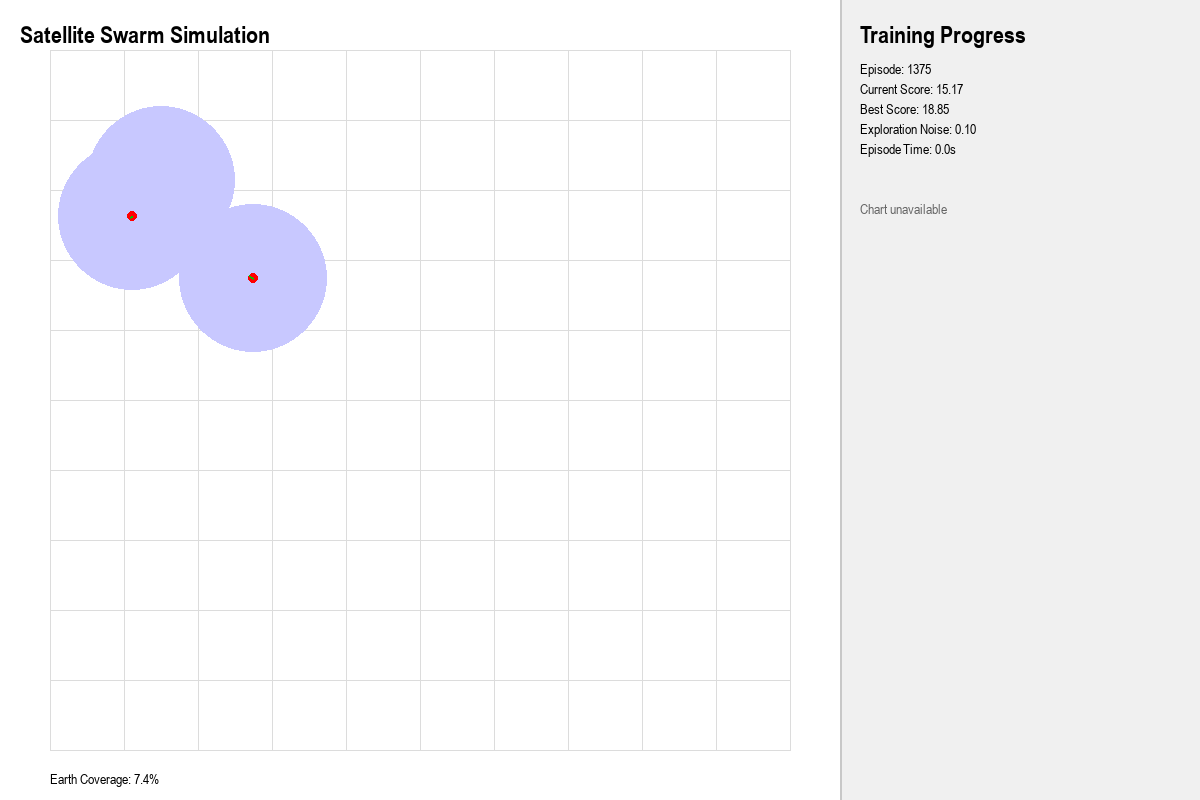 Satellite Swarm Simulation
Earth Coverage: 7.4%
Training Progress
Episode: 1375
Current Score: 15.17
Best Score: 18.85
Exploration Noise: 0.10
Episode Time: 0.0s
Chart unavailable